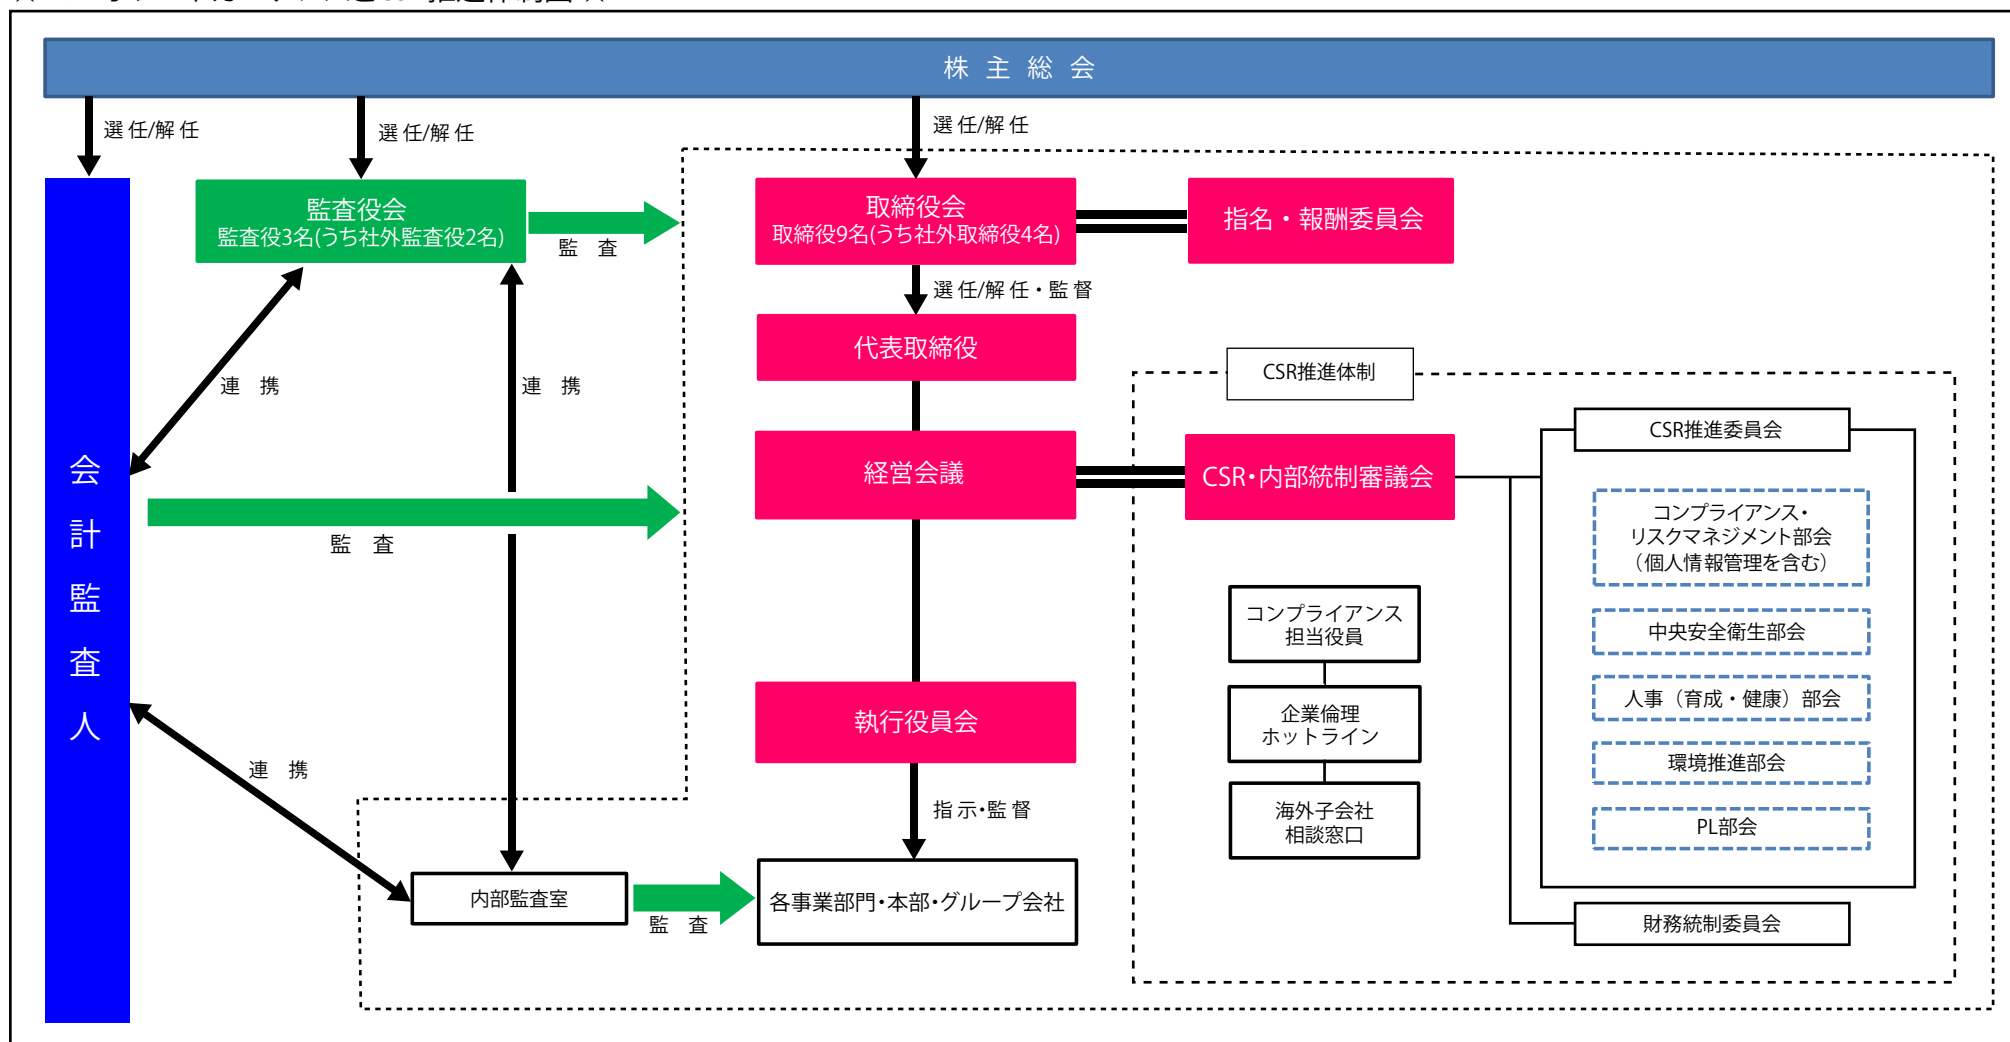 株主総会
選任/解任
選任/解任
選任/解任
監査役会
監査役3名(うち社外監査役2名)
監 査
取締役会
取締役9名(うち社外取締役4名)
指名・報酬委員会
選任/解任・監督
代表取締役
CSR推進体制
連 携
連 携
経営会議
CSR・内部統制審議会
CSR推進委員会
コンプライアンス・
リスクマネジメント部会
（個人情報管理を含む）
会計監査人
監 査
コンプライアンス
担当役員
中央安全衛生部会
人事（育成・健康）部会
執行役員会
企業倫理
ホットライン
環境推進部会
連 携
指示・監督
海外子会社
相談窓口
PL部会
内部監査室
監 査
各事業部門・本部・グループ会社
財務統制委員会